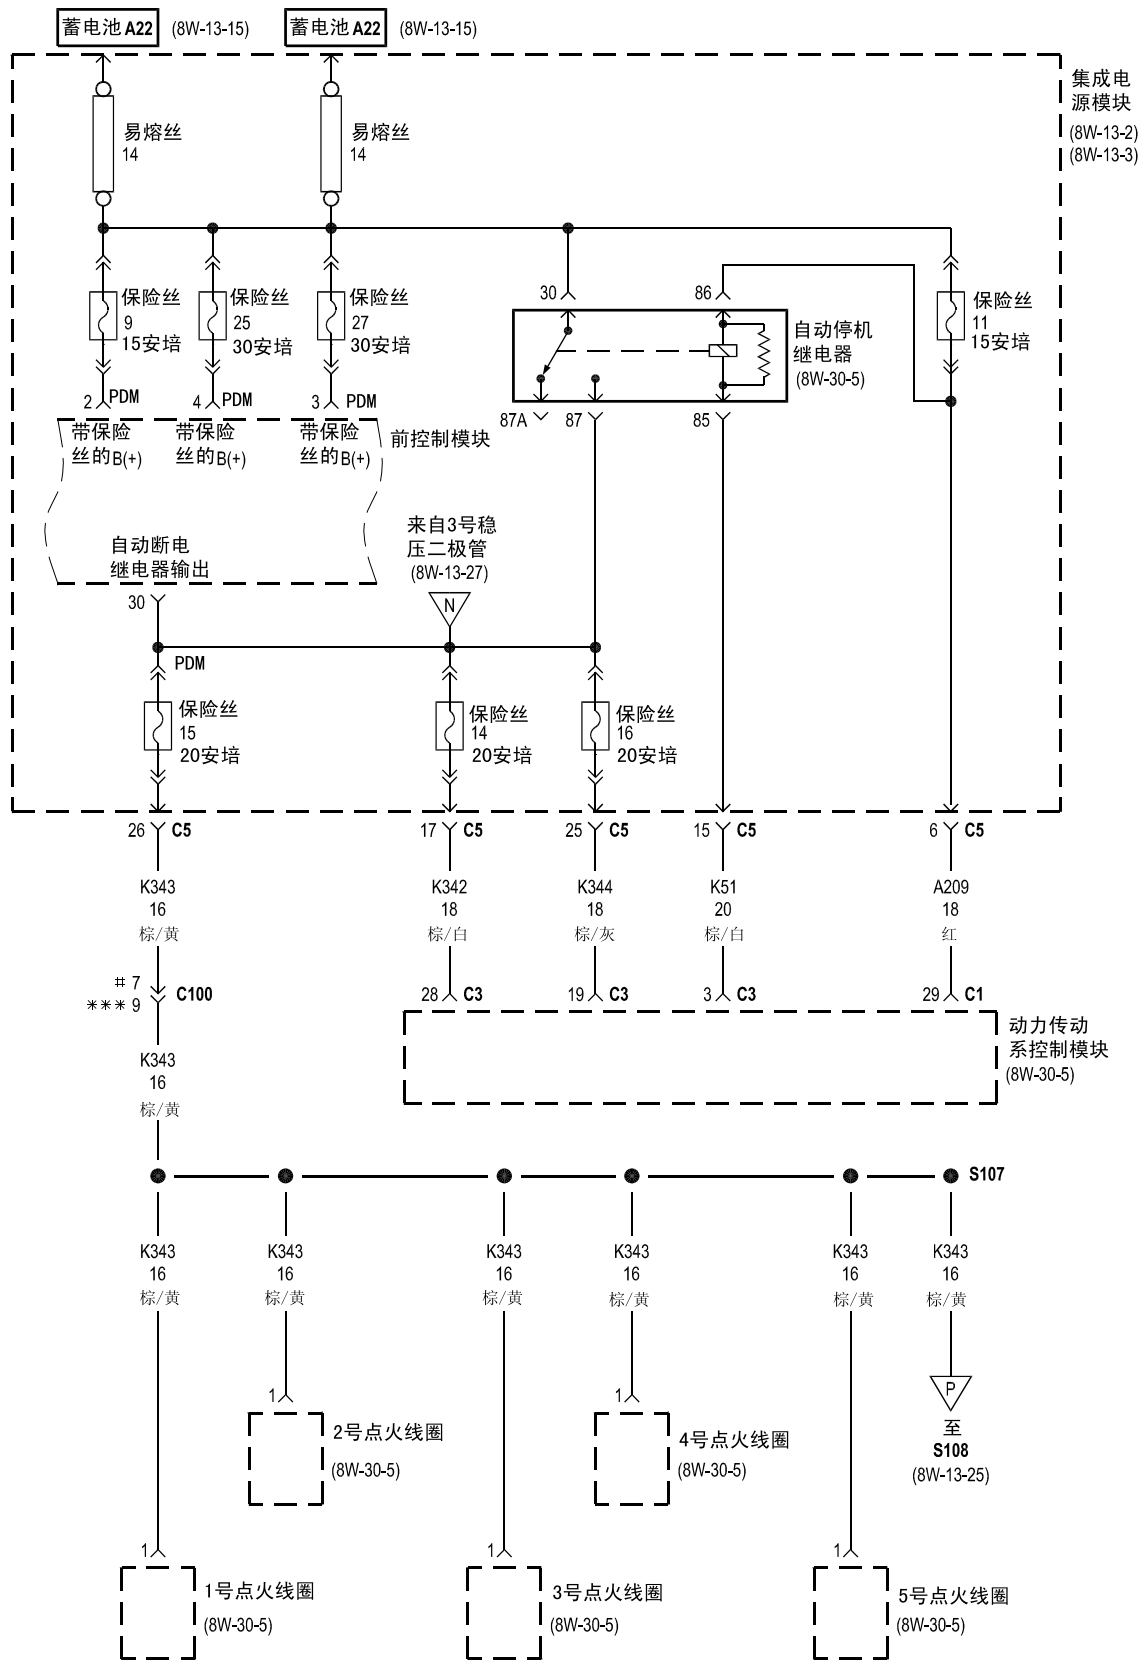 蓄电池 A22 (8W-13-15)
蓄电池 A22 (8W-13-15)
集成电
源模块
(8W-13-2)
(8W-13-3)
易熔丝
14
易熔丝
14
保险丝
9
15安培
保险丝
25
30安培
保险丝
27
30安培
30
86
自动停机
继电器
(8W-30-5)
保险丝
11
15安培
2 PDM
4 PDM
3 PDM
87A
87
85
带保险
丝的B(+)
带保险
丝的B(+)
带保险
丝的B(+)
前控制模块
自动断电
继电器输出
来自3号稳
压二极管
(8W-13-27)
N
30
PDM
保险丝
15
20安培
保险丝
14
20安培
保险丝
16
20安培
26 C5
17 C5
25 C5
15 C5
6 C5
K343
16
棕/黄
K342
18
棕/白
K344
18
棕/灰
K51
20
棕/白
A209
18
红
# 7
*** 9
C100
28 C3
19 C3
3 C3
29 C1
动力传动
系控制模块
(8W-30-5)
K343
16
棕/黄
S107
K343
16
棕/黄
K343
16
棕/黄
K343
16
棕/黄
K343
16
棕/黄
K343
16
棕/黄
K343
16
棕/黄
1
2号点火线圈
(8W-30-5)
1
4号点火线圈
(8W-30-5)
P
至
S108
(8W-13-25)
1
1号点火线圈
(8W-30-5)
1
3号点火线圈
(8W-30-5)
1
5号点火线圈
(8W-30-5)